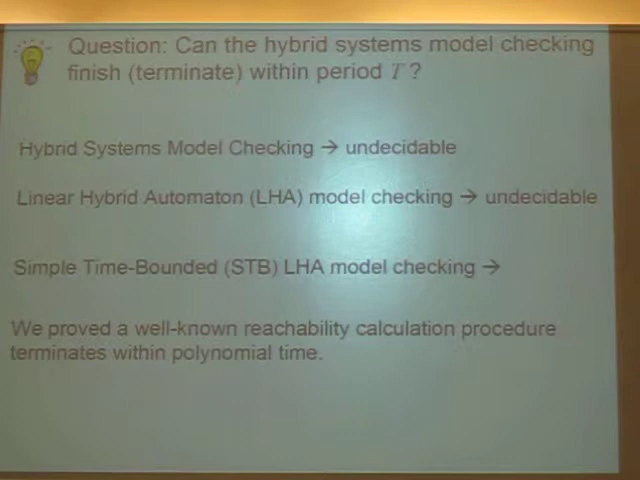 Question: Can the hybrid systems model checking
finish (terminate) within period T ?
Hybrid Systems Model Checking → undecidable
Linear Hybrid Automaton (LHA) model checking → undecidable
Simple Time-Bounded (STB) LHA model checking →
We proved a well-known reachability calculation procedure
terminates within polynomial time.